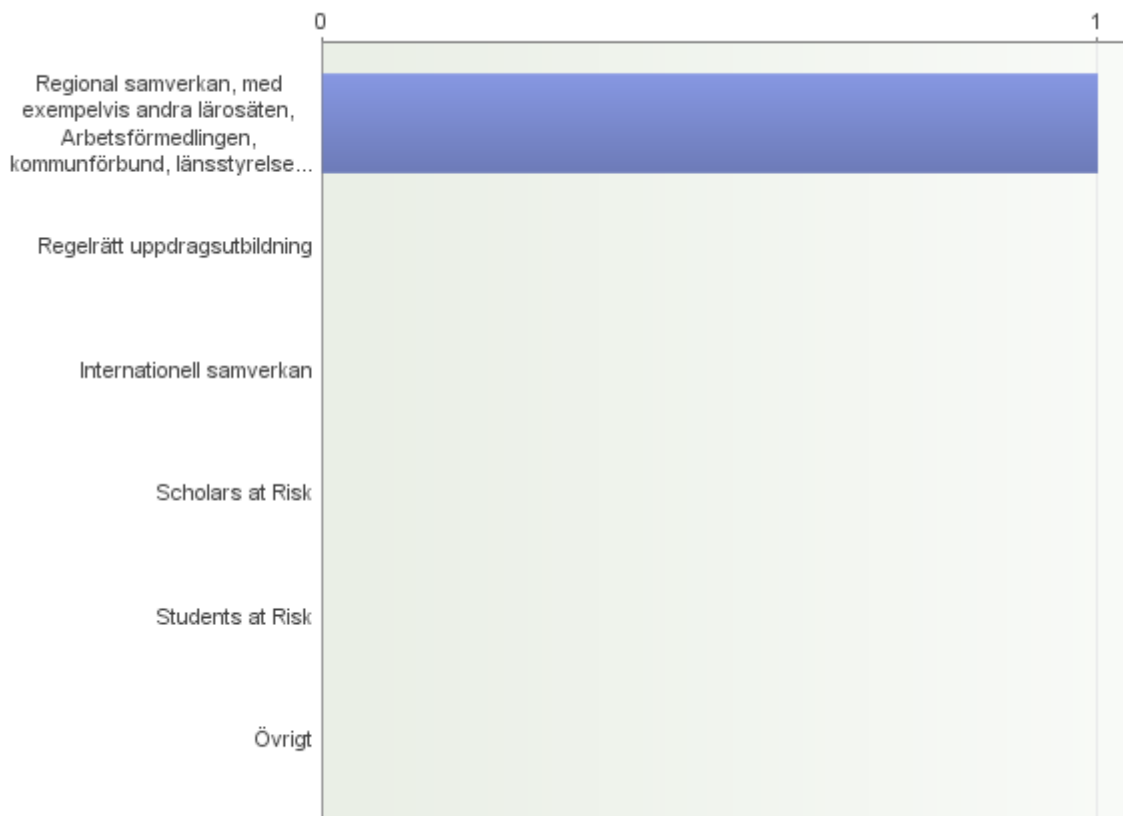 0 1
Regional samverkan, med
exempelvis andra lärosäten,
Arbetsförmedlingen,
kommunförbund, länsstyrelse...
Regelrätt uppdragsutbildning
Internationell samverkan
Scholars at Risk
Students at Risk
Övrigt